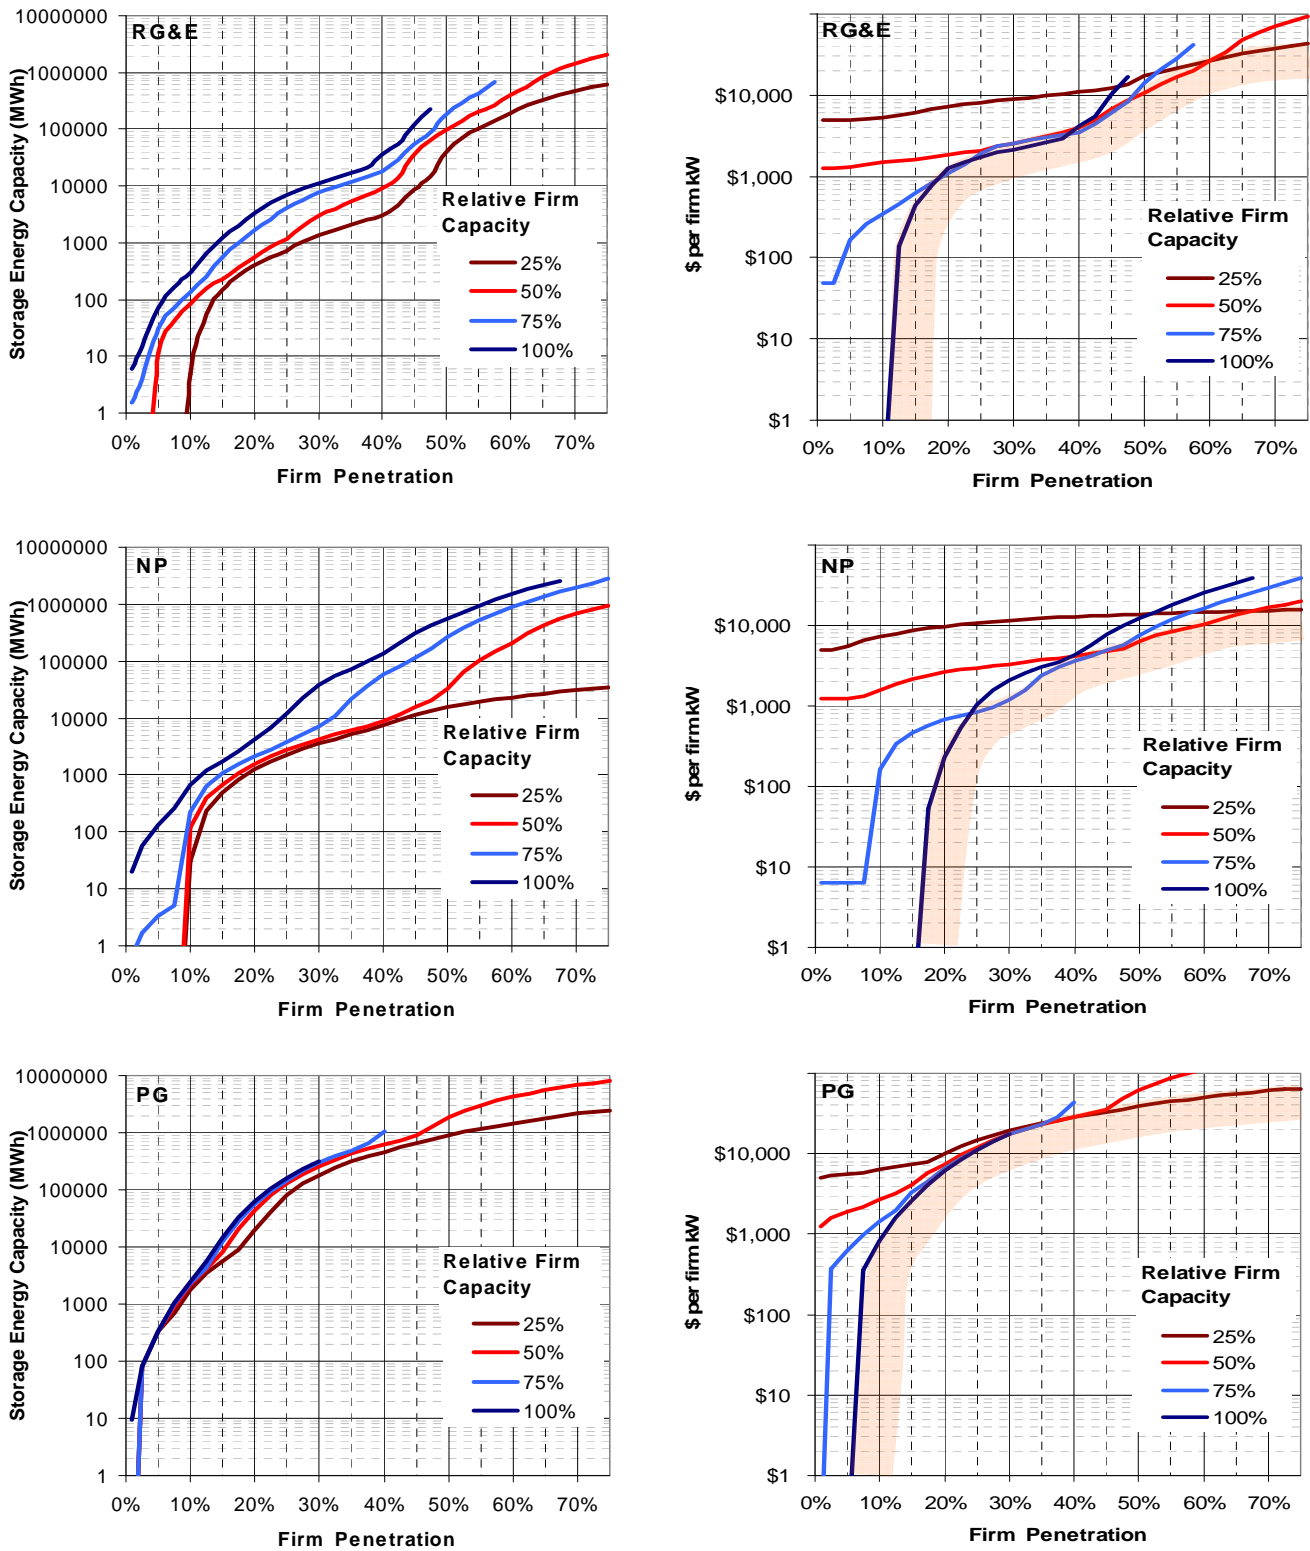 RG&E
Storage Energy Capacity (MWh)
10000000
1000000
100000
10000
1000
100
10
1
0% 10% 20% 30% 40% 50% 60% 70%
Firm Penetration
Relative Firm
Capacity
25%
50%
75%
100%
RG&E
$ per firm kW
$10,000
$1,000
$100
$10
$1
0% 10% 20% 30% 40% 50% 60% 70%
Firm Penetration
Relative Firm
Capacity
25%
50%
75%
100%
NP
Storage Energy Capacity (MWh)
10000000
1000000
100000
10000
1000
100
10
1
0% 10% 20% 30% 40% 50% 60% 70%
Firm Penetration
Relative Firm
Capacity
25%
50%
75%
100%
NP
$ per firm kW
$10,000
$1,000
$100
$10
$1
0% 10% 20% 30% 40% 50% 60% 70%
Firm Penetration
Relative Firm
Capacity
25%
50%
75%
100%
PG
Storage Energy Capacity (MWh)
10000000
1000000
100000
10000
1000
100
10
1
0% 10% 20% 30% 40% 50% 60% 70%
Firm Penetration
Relative Firm
Capacity
25%
50%
75%
100%
PG
$ per firm kW
$10,000
$1,000
$100
$10
$1
0% 10% 20% 30% 40% 50% 60% 70%
Firm Penetration
Relative Firm
Capacity
25%
50%
75%
100%